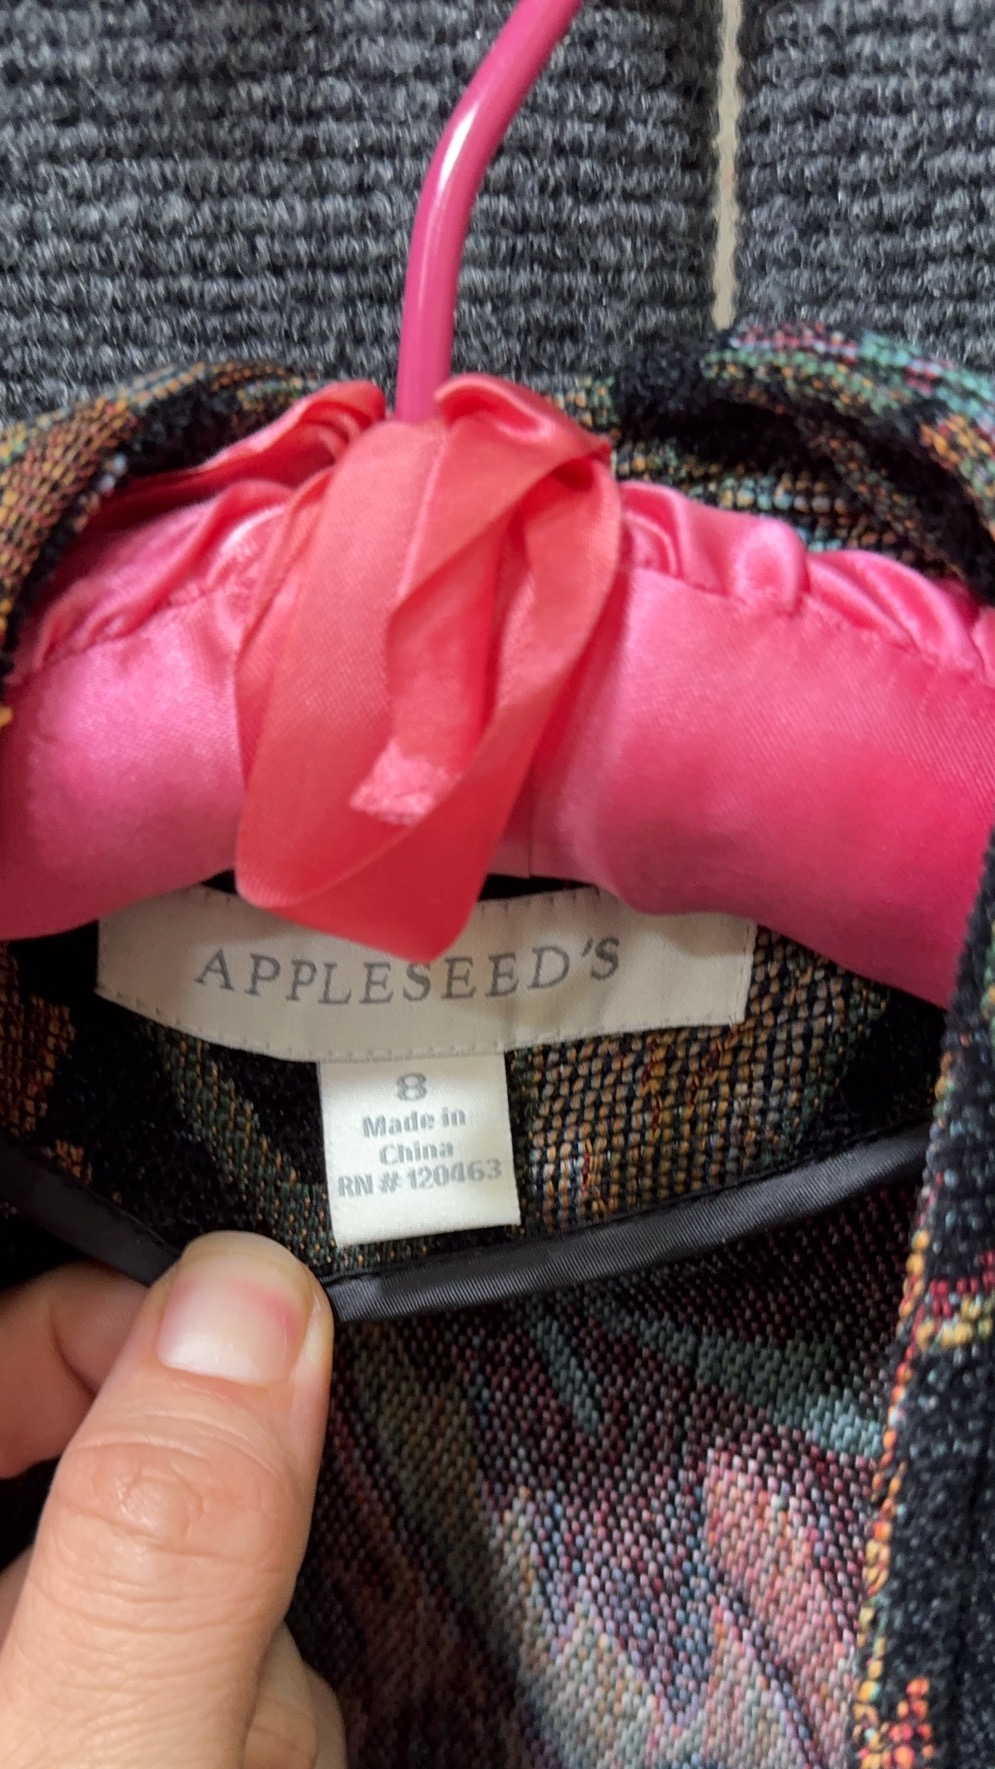 APPLESEED'S
8
Made in
China
RN # 120463